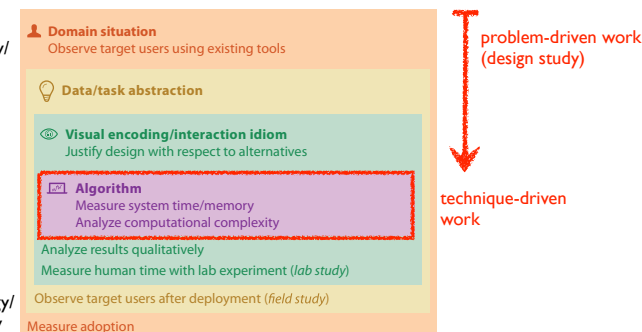 Domain situation
Observe target users using existing tools
Data/task abstraction
Visual encoding/interaction idiom
Justify design with respect to alternatives
Algorithm
Measure system time/memory
Analyze computational complexity
Analyze results qualitatively
Measure human time with lab experiment (lab study)
Observe target users after deployment (field study)
Measure adoption
problem-driven work
(design study)
technique-driven
work